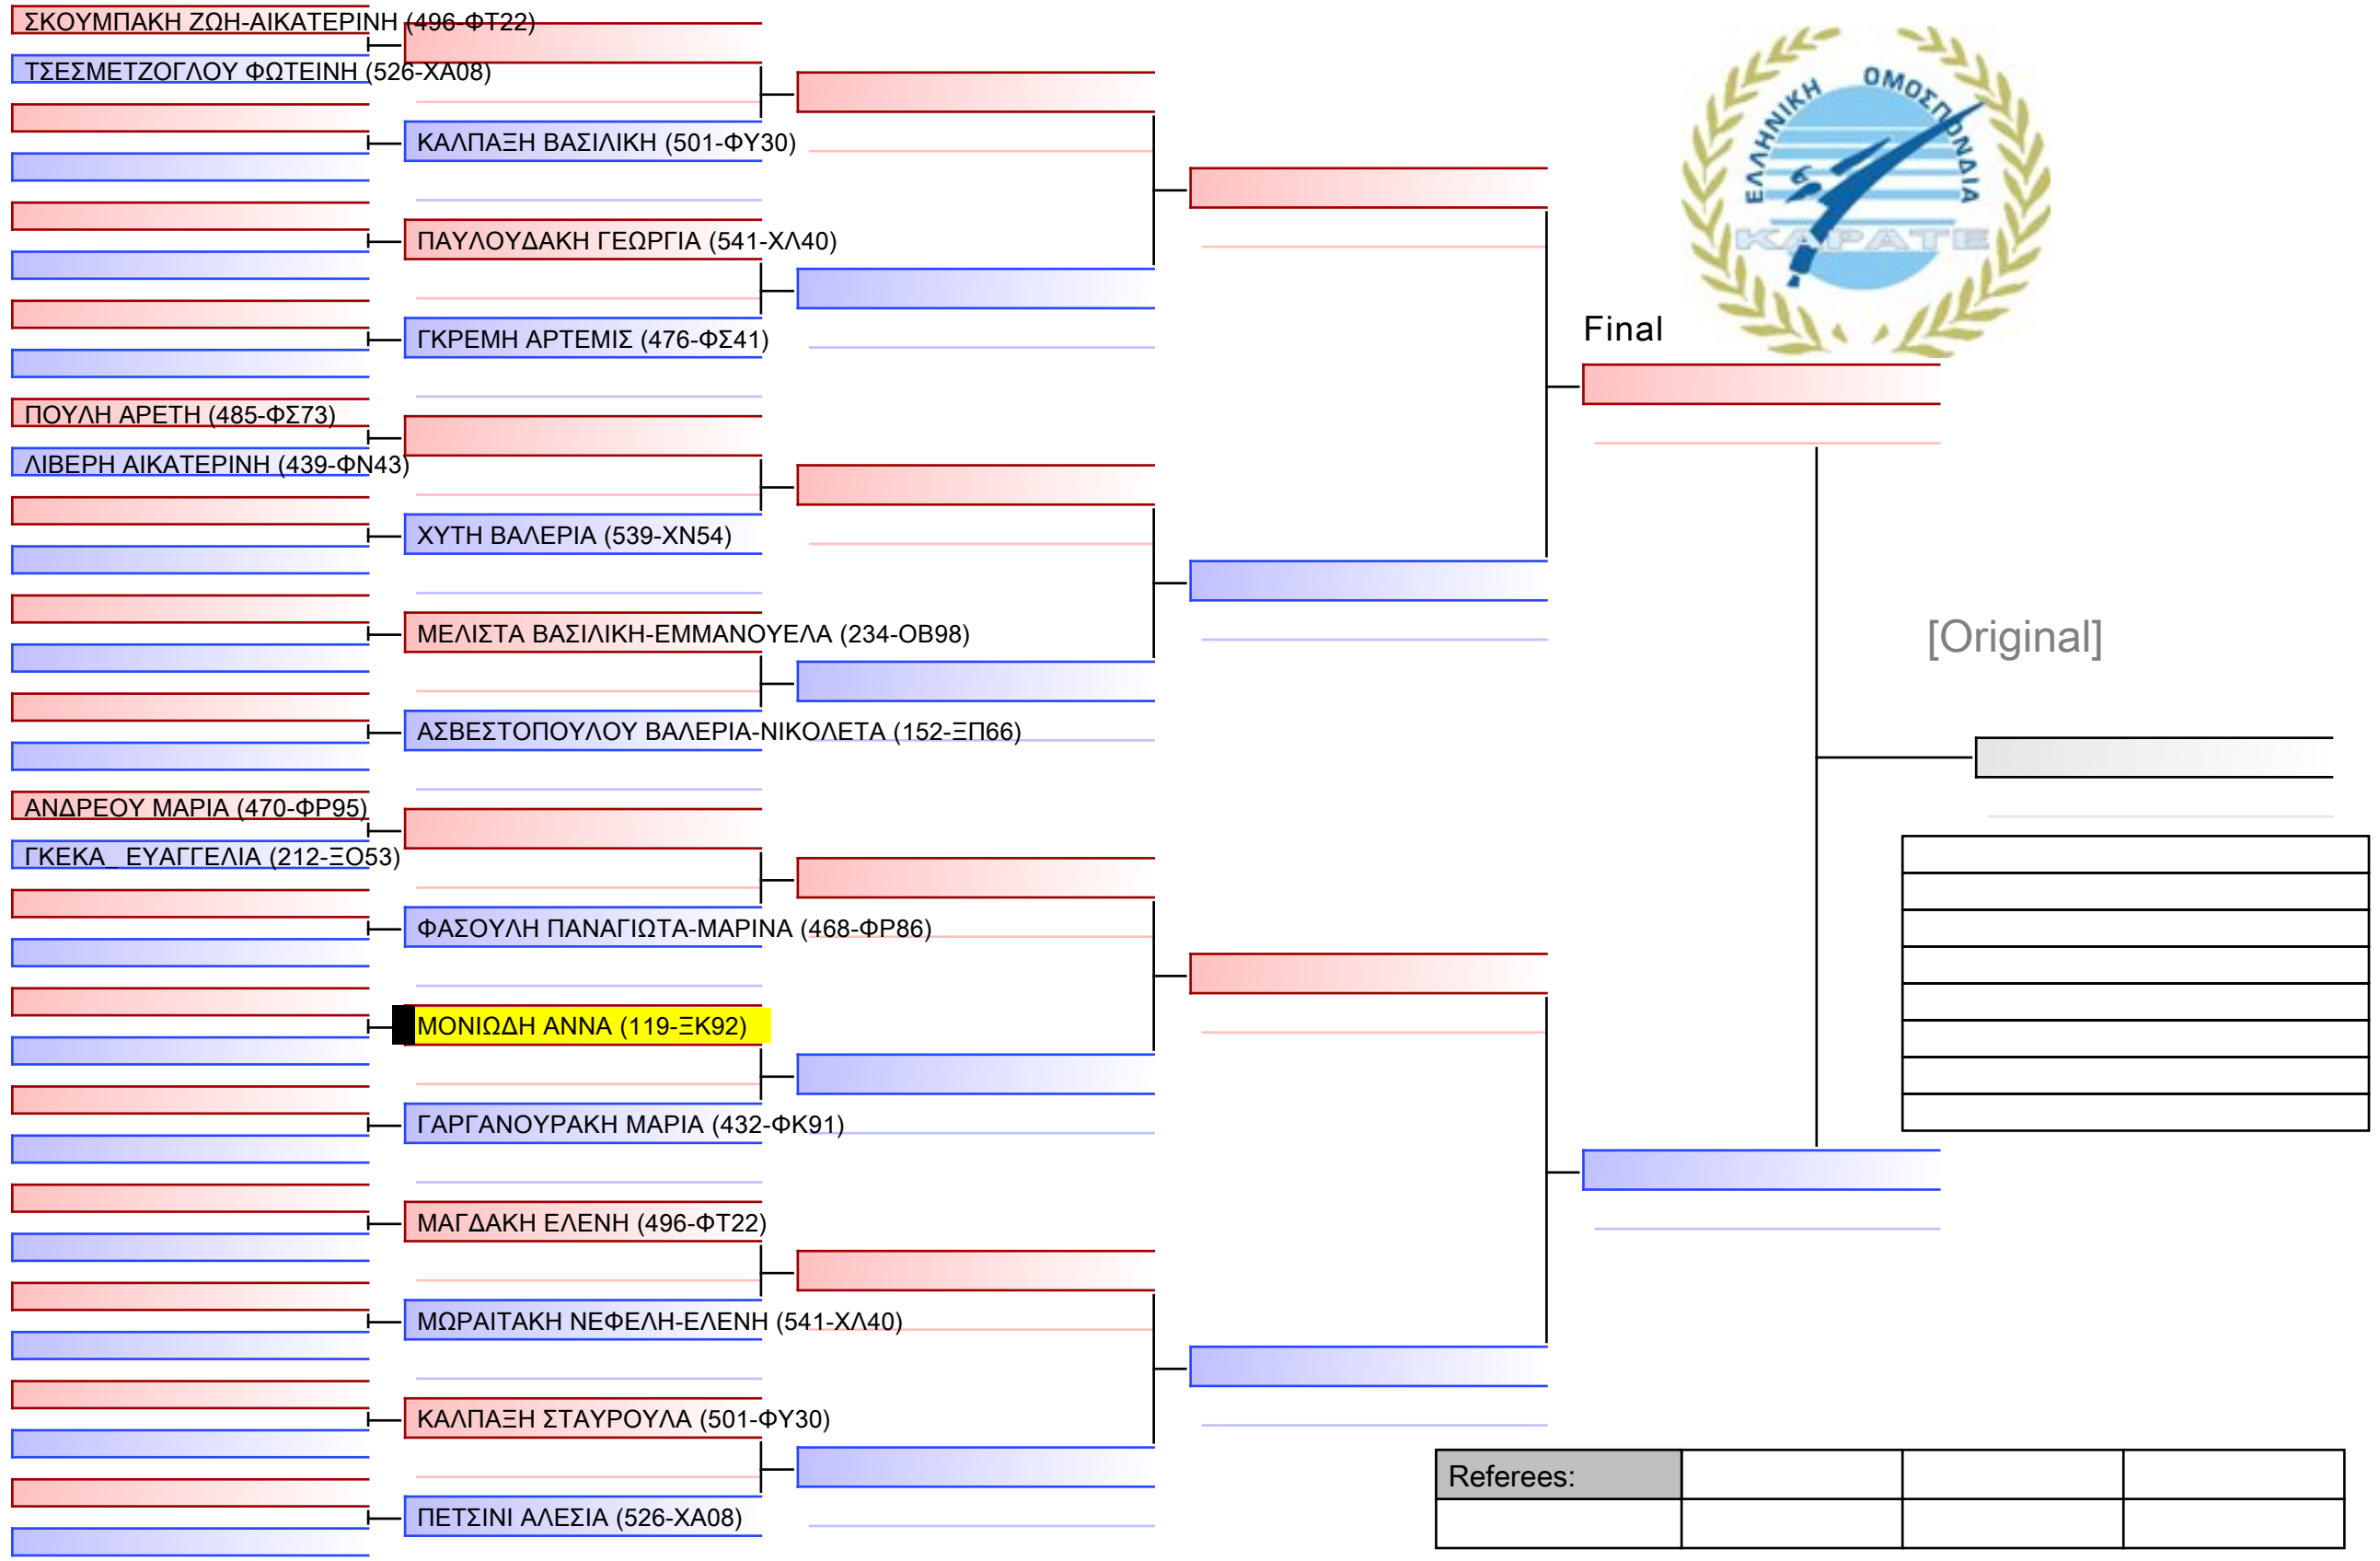 ΣΚΟΥΜΠΑΚΗ ΖΩΗ-ΑΙΚΑΤΕΡΙΝΗ (496-ΦΤ22)
ΤΣΕΣΜΕΤΖΟΓΛΟΥ ΦΩΤΕΙΝΗ (526-ΧΑ08)
ΚΑΛΠΑΞΗ ΒΑΣΙΛΙΚΗ (501-ΦΥ30)
ΠΑΥΛΟΥΔΑΚΗ ΓΕΩΡΓΙΑ (541-ΧΛ40)
ΓΚΡΕΜΗ ΑΡΤΕΜΙΣ (476-ΦΣ41)
ΠΟΥΛΗ ΑΡΕΤΗ (485-ΦΣ73)
ΛΙΒΕΡΗ ΑΙΚΑΤΕΡΙΝΗ (439-ΦΝ43)
ΧΥΤΗ ΒΑΛΕΡΙΑ (539-ΧΝ54)
ΜΕΛΙΣΤΑ ΒΑΣΙΛΙΚΗ-ΕΜΜΑΝΟΥΕΛΑ (234-ΟΒ98)
ΑΣΒΕΣΤΟΠΟΥΛΟΥ ΒΑΛΕΡΙΑ-ΝΙΚΟΛΕΤΑ (152-ΞΠ66)
ΑΝΔΡΕΟΥ ΜΑΡΙΑ (470-ΦΡ95)
ΓΚΕΚΑ_ ΕΥΑΓΓΕΛΙΑ (212-ΞΟ53)
ΦΑΣΟΥΛΗ ΠΑΝΑΓΙΩΤΑ-ΜΑΡΙΝΑ (468-ΦΡ86)
ΜΟΝΙΩΔΗ ΑΝΝΑ (119-ΞΚ92)
ΓΑΡΓΑΝΟΥΡΑΚΗ ΜΑΡΙΑ (432-ΦΚ91)
ΜΑΓΔΑΚΗ ΕΛΕΝΗ (496-ΦΤ22)
ΜΩΡΑΙΤΑΚΗ ΝΕΦΕΛΗ-ΕΛΕΝΗ (541-ΧΛ40)
ΚΑΛΠΑΞΗ ΣΤΑΥΡΟΥΛΑ (501-ΦΥ30)
ΠΕΤΣΙΝΙ ΑΛΕΣΙΑ (526-ΧΑ08)
ΕΛΛΗΝΙΚΗ ΟΜΟΣΠΟΝΔΙΑ
ΚΑΡΑΤΕ
Final
[Original]
Referees: